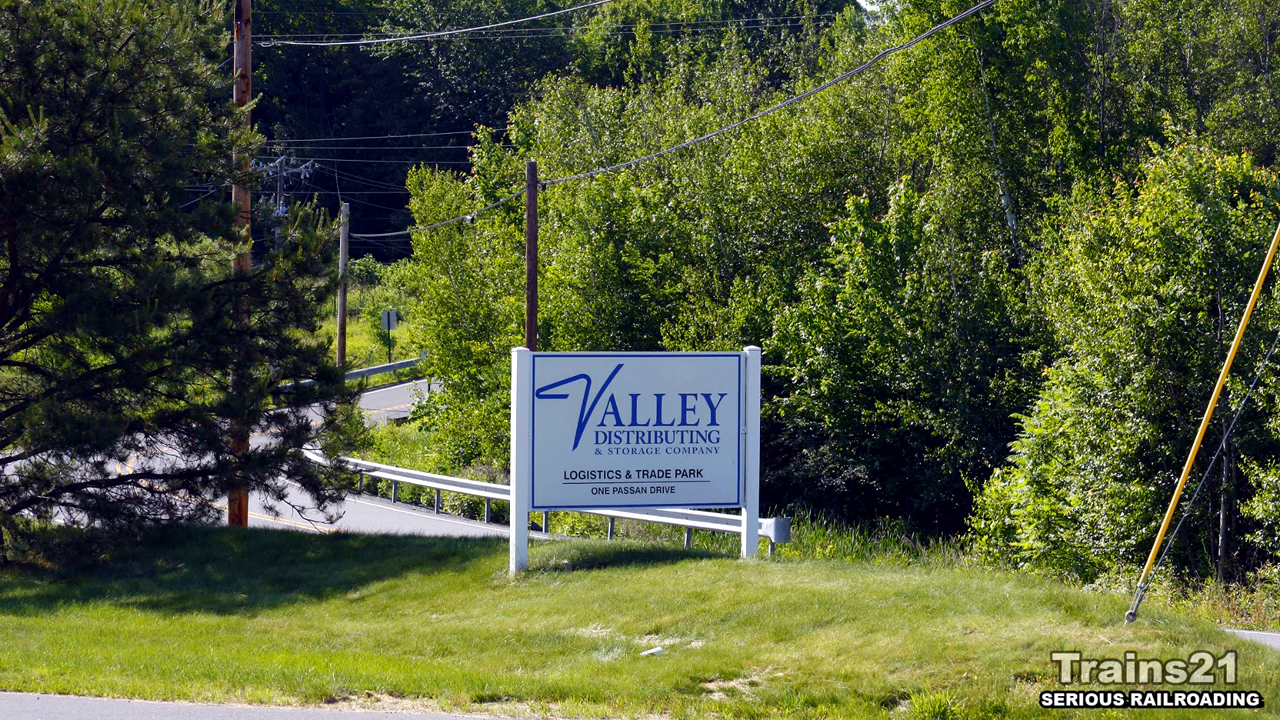 VALLEY
DISTRIBUTING
& STORAGE COMPANY
LOGISTICS & TRADE PARK
ONE PASSAN DRIVE
Trains21
SERIOUS RAILROADING